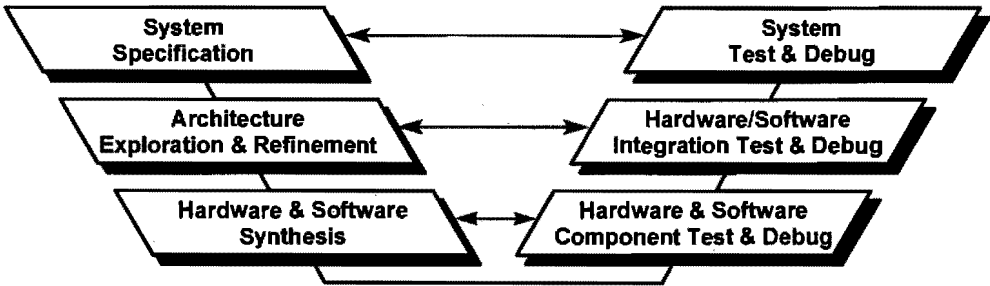 System
Specification
System
Test & Debug
Architecture
Exploration & Refinement
Hardware/Software
Integration Test & Debug
Hardware & Software
Synthesis
Hardware & Software
Component Test & Debug